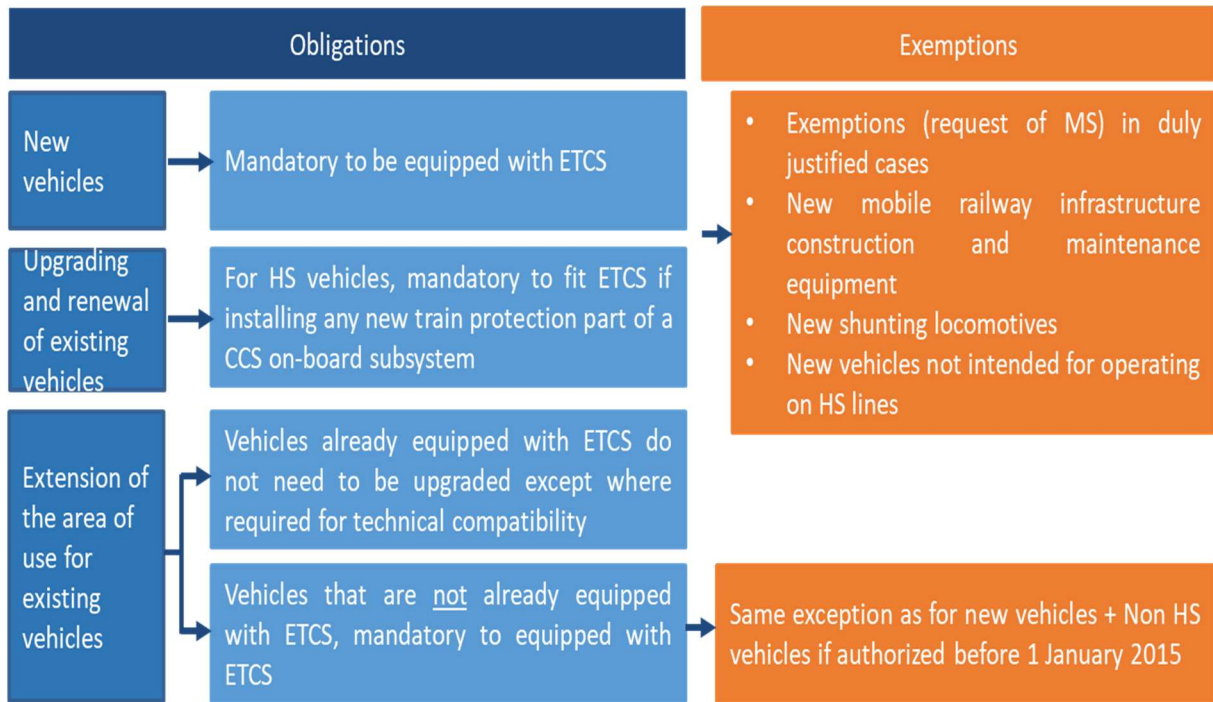 Obligations
Exemptions
New
vehicles
Mandatory to be equipped with ETCS
• Exemptions (request of MS) in duly
justified cases
• New mobile railway infrastructure
construction and maintenance
equipment
• New shunting locomotives
• New vehicles not intended for operating
on HS lines
Upgrading
and renewal
of existing
vehicles
For HS vehicles, mandatory to fit ETCS if
installing any new train protection part of a
CCS on-board subsystem
Extension of
the area of
use for
existing
vehicles
Vehicles already equipped with ETCS do
not need to be upgraded except where
required for technical compatibility
Vehicles that are not already equipped
with ETCS, mandatory to equipped with
ETCS
Same exception as for new vehicles + Non HS
vehicles if authorized before 1 January 2015